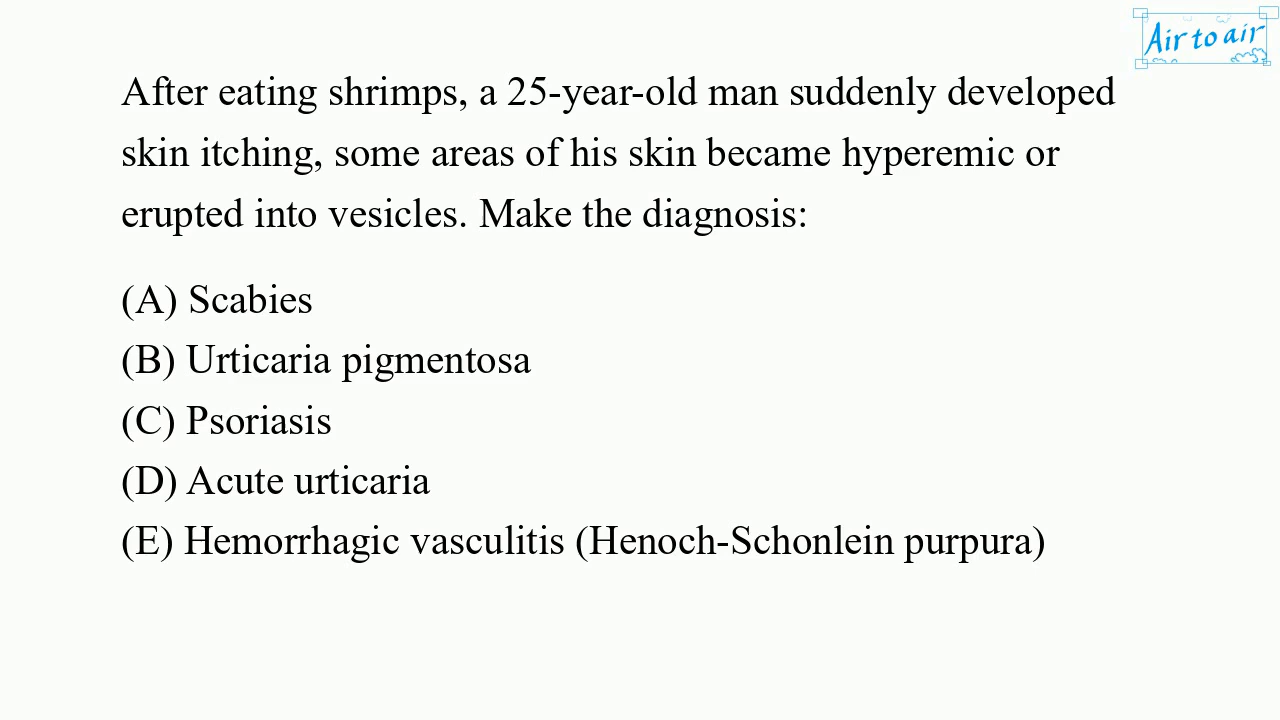 Air to air
After eating shrimps, a 25-year-old man suddenly developed
skin itching, some areas of his skin became hyperemic or
erupted into vesicles. Make the diagnosis:
(A) Scabies
(B) Urticaria pigmentosa
(C) Psoriasis
(D) Acute urticaria
(E) Hemorrhagic vasculitis (Henoch-Schonlein purpura)